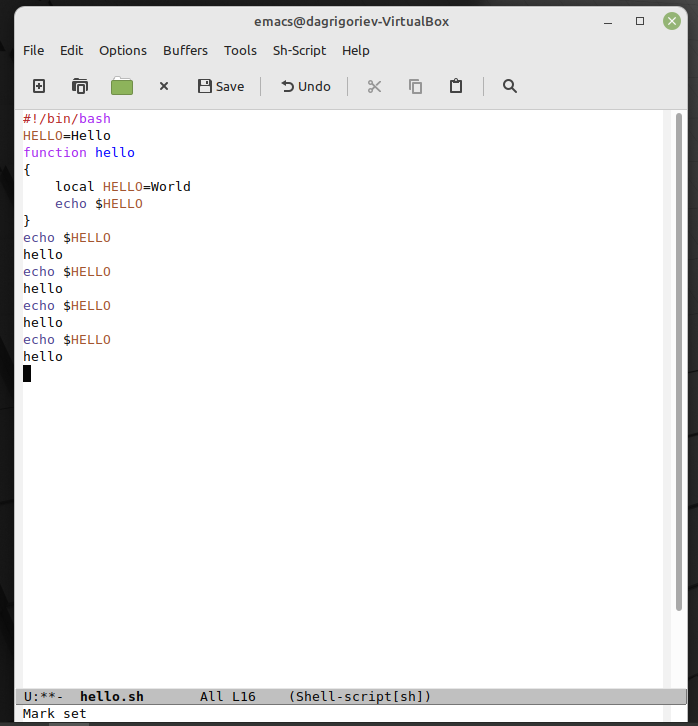 emacs@dagrigoriev-VirtualBox
File Edit Options Buffers Tools Sh-Script Help
Save Undo
#!/bin/bash
HELLO=Hello
function hello
{
    local HELLO=World
    echo $HELLO
}
echo $HELLO
hello
echo $HELLO
hello
echo $HELLO
hello
echo $HELLO
hello
U:**-  hello.sh       All L16    (Shell-script[sh])
Mark set